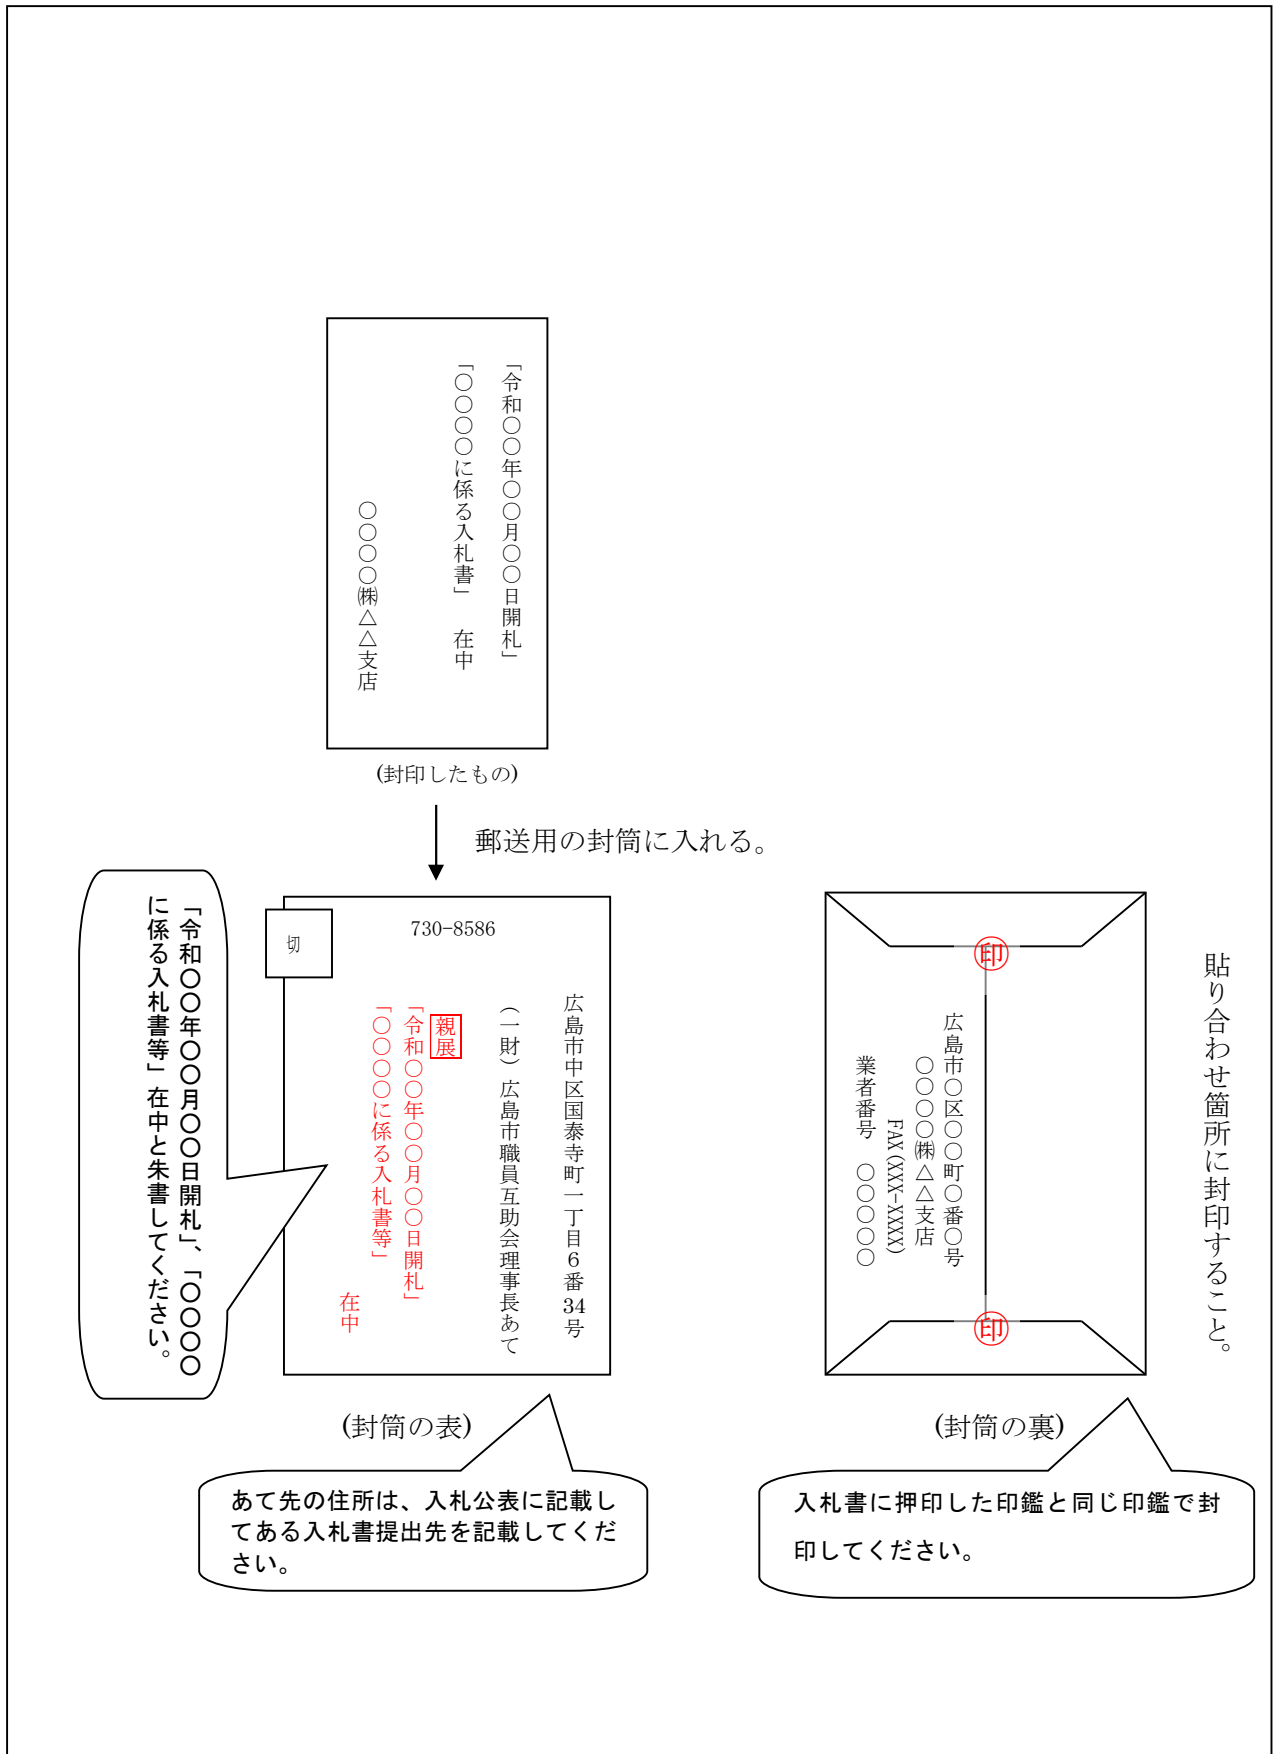 「令和〇〇年〇〇月〇〇日開札」
「〇〇〇〇に係る入札書」　在中
〇〇〇〇㈱△△支店
(封印したもの)
郵送用の封筒に入れる。
「令和〇〇年〇〇月〇〇日開札」、「〇〇〇〇
に係る入札書等」在中と朱書してください。
切
730-8586
広島市中区国泰寺町一丁目６番34号
（一財）広島市職員互助会理事長あて
親展
「令和〇〇年〇〇月〇〇日開札」
「〇〇〇〇に係る入札書等」
在中
(封筒の表)
あて先の住所は、入札公表に記載し
てある入札書提出先を記載してくだ
さい。
貼り合わせ箇所に封印すること。
印
広島市〇区〇〇町〇番〇号
〇〇〇〇㈱△△支店
FAX(XXX-XXXX)
業者番号　〇〇〇〇〇
印
(封筒の裏)
入札書に押印した印鑑と同じ印鑑で封
印してください。